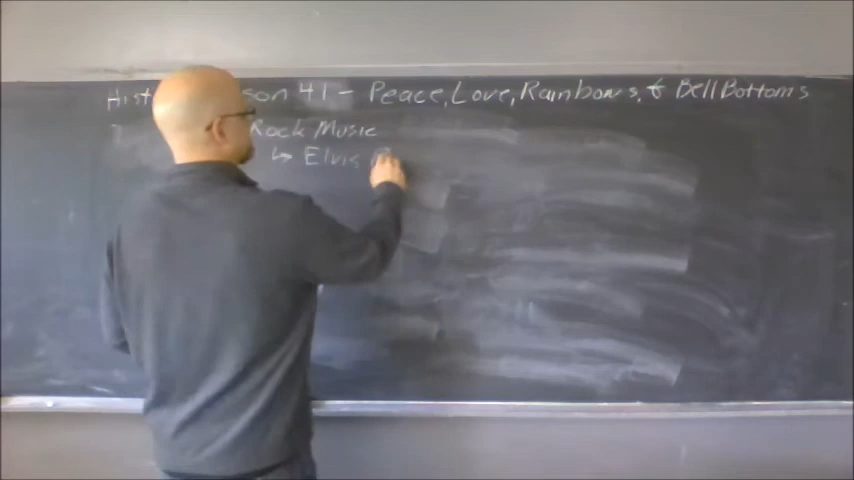 Hist son 41 - Peace, Love, Rainbows, & Bell Bottoms
Rock Music
↳ Elvis